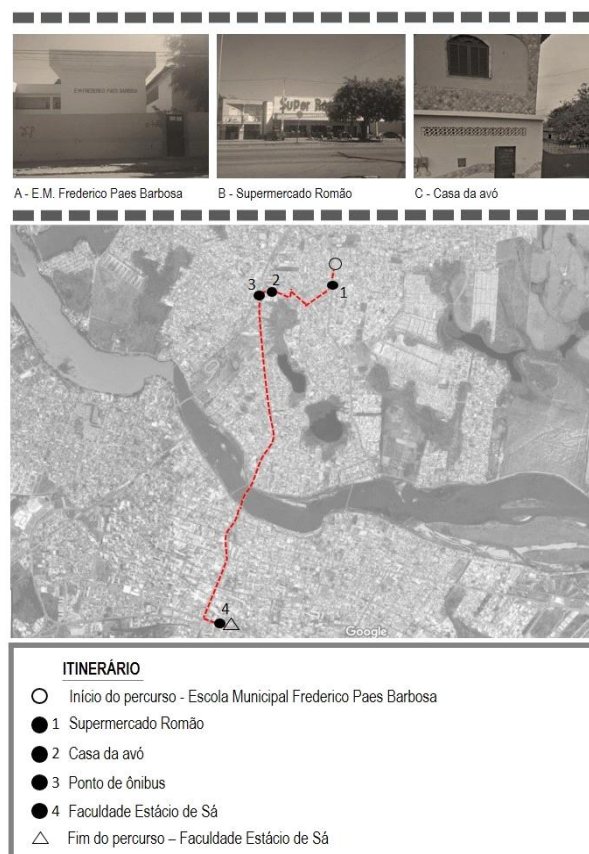 E.M FREDERICO PAES BARBOSA
Super Ro
A - E.M. Frederico Paes Barbosa
B - Supermercado Romão
C - Casa da avó
3
2
1
4
Google
ITINERÁRIO
Início do percurso - Escola Municipal Frederico Paes Barbosa
1 Supermercado Romão
2 Casa da avó
3 Ponto de ônibus
4 Faculdade Estácio de Sá
Fim do percurso – Faculdade Estácio de Sá